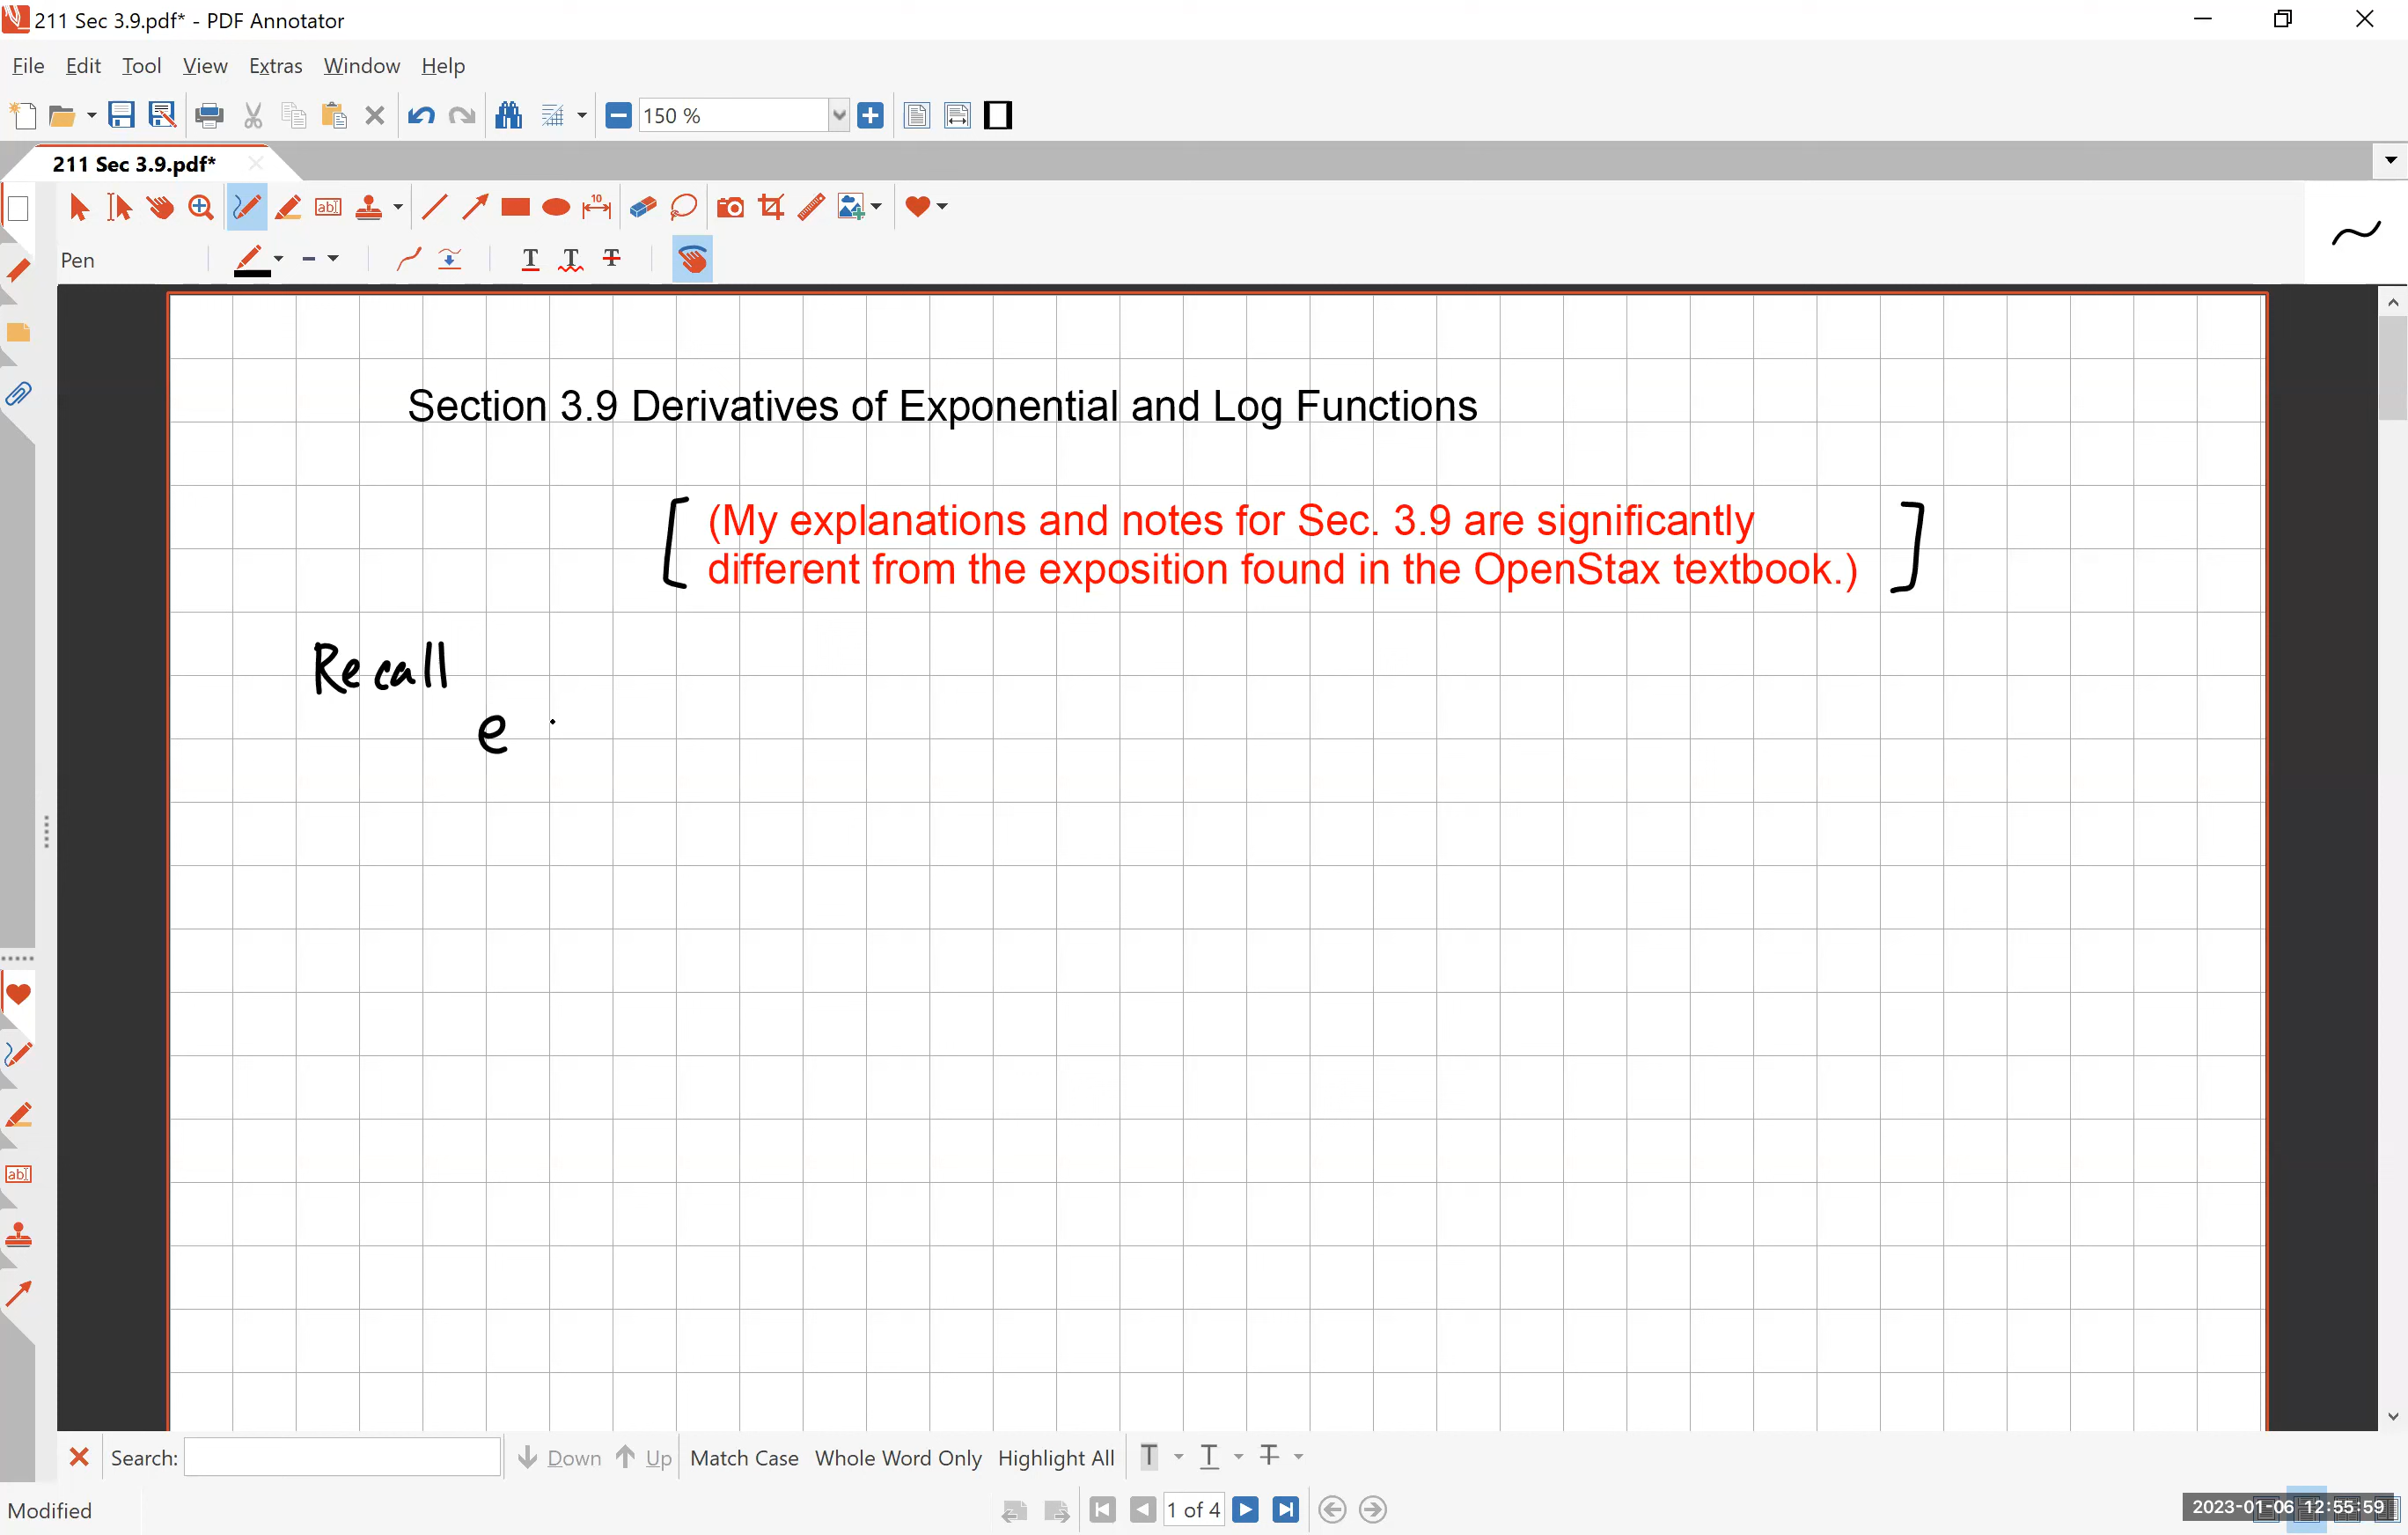 211 Sec 3.9.pdf* - PDF Annotator
File Edit Tool View Extras Window Help
150 %
211 Sec 3.9.pdf*
ab 10
Pen T T T
Section 3.9 Derivatives of Exponential and Log Functions
(My explanations and notes for Sec. 3.9 are significantly
different from the exposition found in the OpenStax textbook.)
Recall
e
ab
Search: Down Up Match Case Whole Word Only Highlight All T T T
Modified 1 of 4 2023-01-06 12:55:59